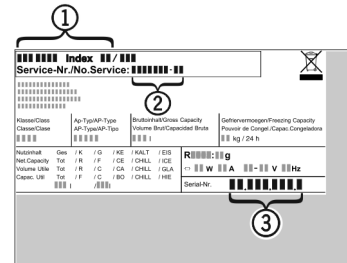 1
Index /
Service-Nr./No.Service: -
2
Klasse/Class
Classe/Clase
Ap-Typ/AP-Type
AP-Type/AP-Tipo
Bruttoinhalt/Gross Capacity
Volume Brut/Capacidad Bruta
l
Gefriervermoegen/Freezing Capacity
Pouvoir de Congel./Capac.Congeladora
kg / 24 h
Nutzinhalt Ges / K / G / KE / KALT / EIS
Net.Capacity Tot / R / F / CE / CHILL / ICE
Volume Utile Tot / R / C / CA / CHILL / GLA
Capac. Util Tot / F / C / BO / CHILL / HIE
l / l
R : g
W A - V Hz
Serial-Nr. . . .
3